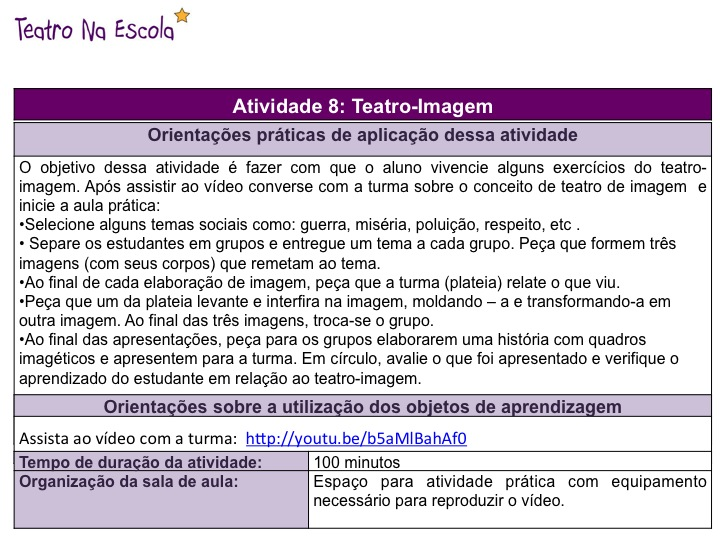 Teatro Na Escola
Atividade 8: Teatro-Imagem
Orientações práticas de aplicação dessa atividade
O objetivo dessa atividade é fazer com que o aluno vivencie alguns exercícios do teatro-
imagem. Após assistir ao vídeo converse com a turma sobre o conceito de teatro de imagem e
inicie a aula prática:
•Selecione alguns temas sociais como: guerra, miséria, poluição, respeito, etc .
• Separe os estudantes em grupos e entregue um tema a cada grupo. Peça que formem três
imagens (com seus corpos) que remetam ao tema.
•Ao final de cada elaboração de imagem, peça que a turma (plateia) relate o que viu.
•Peça que um da plateia levante e interfira na imagem, moldando – a e transformando-a em
outra imagem. Ao final das três imagens, troca-se o grupo.
•Ao final das apresentações, peça para os grupos elaborarem uma história com quadros
imagéticos e apresentem para a turma. Em círculo, avalie o que foi apresentado e verifique o
aprendizado do estudante em relação ao teatro-imagem.
Orientações sobre a utilização dos objetos de aprendizagem
Assista ao vídeo com a turma: http://youtu.be/b5aMlBahAf0
Tempo de duração da atividade: 100 minutos
Organização da sala de aula: Espaço para atividade prática com equipamento
necessário para reproduzir o vídeo.